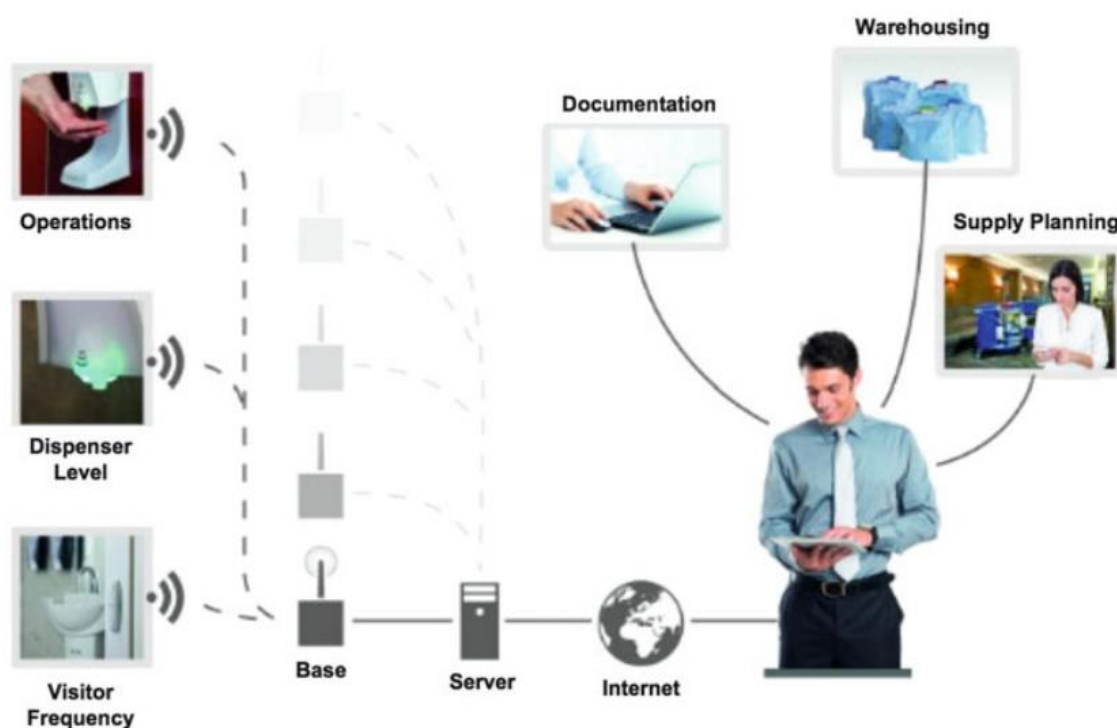 Warehousing
Documentation
Supply Planning
Operations
Dispenser
Level
Visitor
Frequency
Base
Server
Internet